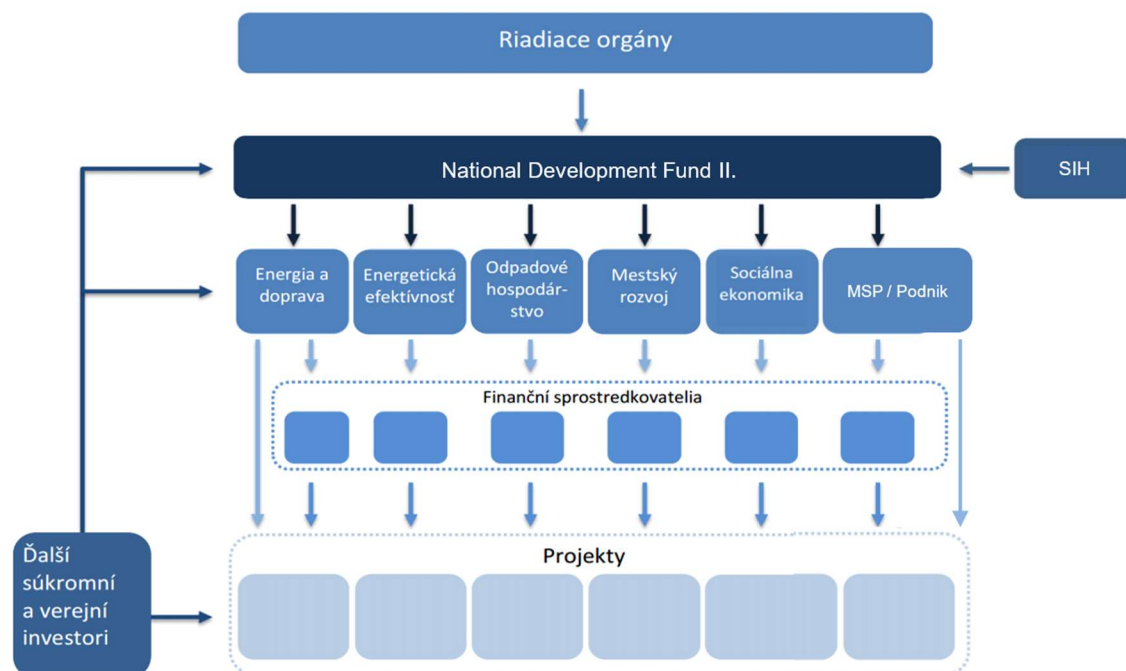 Riadiace orgány
National Development Fund II.
SIH
Energia a
doprava
Energetická
efektívnosť
Odpadové
hospodár-
stvo
Mestský
rozvoj
Sociálna
ekonomika
MSP / Podnik
Finanční sprostredkovatelia
Projekty
Ďalší
súkromní
a verejní
investori